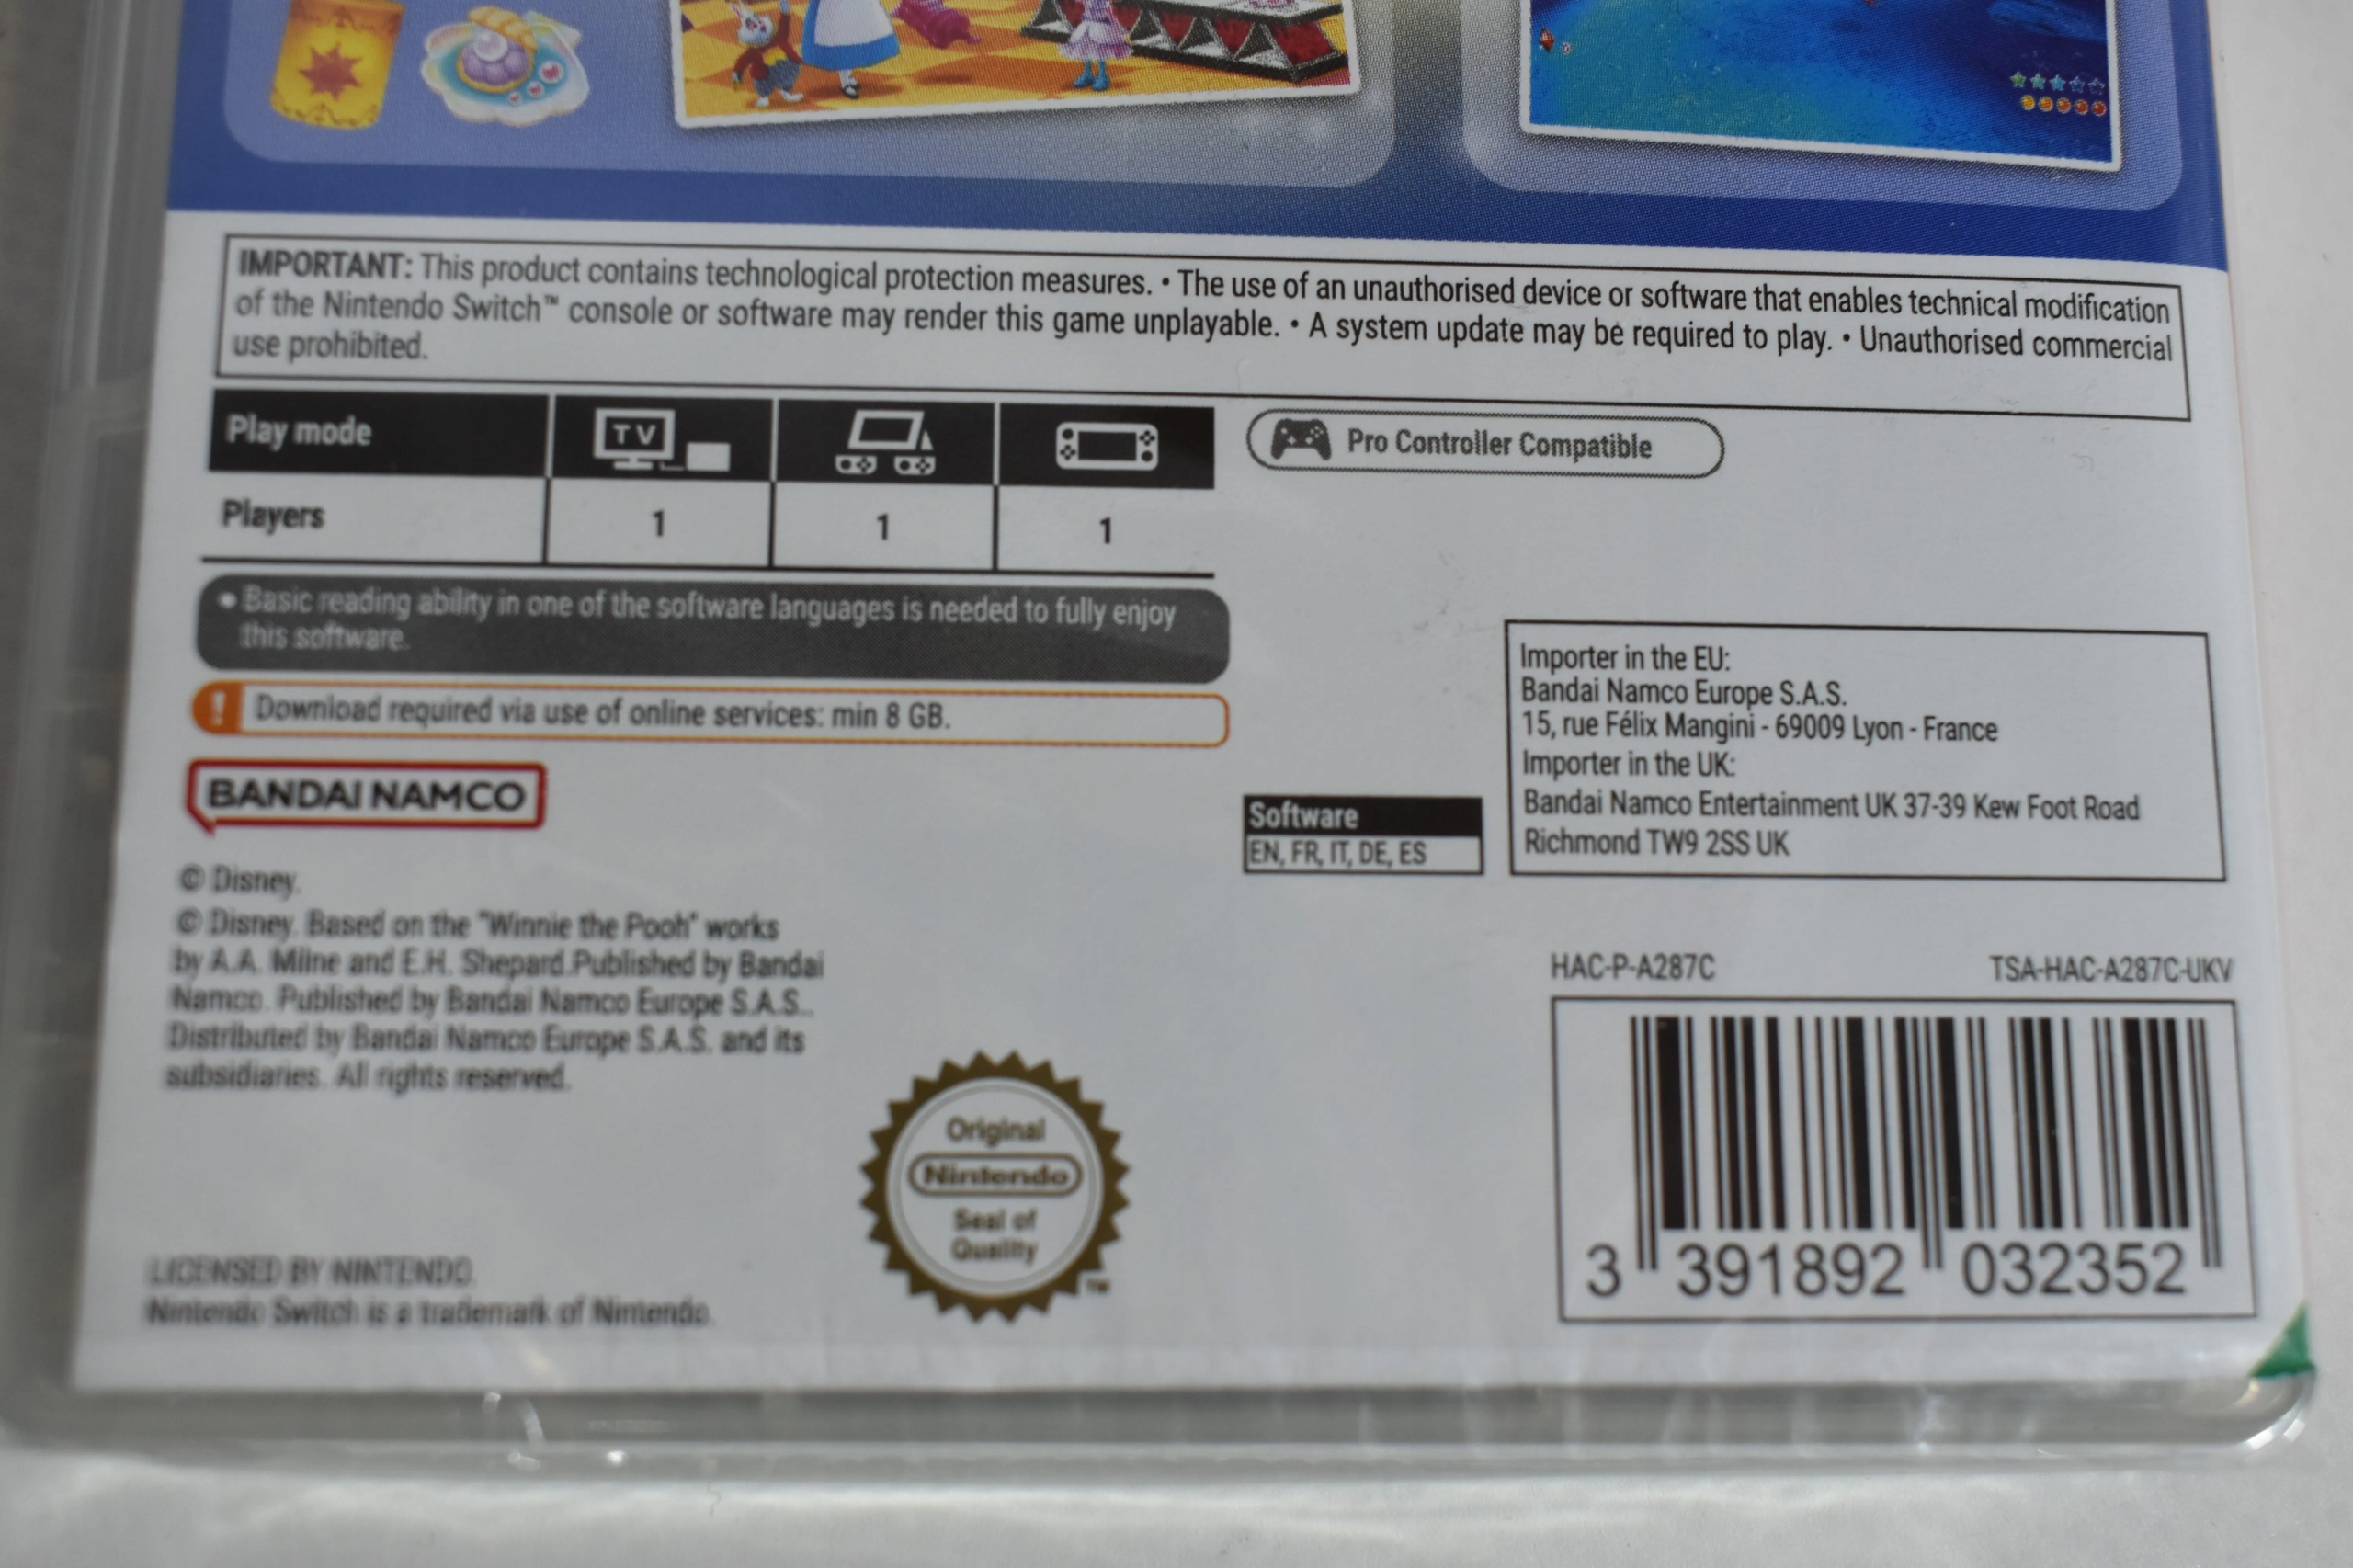 IMPORTANT: This product contains technological protection measures. • The use of an unauthorised device or software that enables technical modification
of the Nintendo Switch™ console or software may render this game unplayable. • A system update may be required to play. • Unauthorised commercial
use prohibited.
Play mode
TV
Pro Controller Compatible
Players 1 1 1
• Basic reading ability in one of the software languages is needed to fully enjoy
this software.
! Download required via use of online services: min 8 GB.
BANDAI NAMCO
Software
EN, FR, IT, DE, ES
Importer in the EU:
Bandai Namco Europe S.A.S.
15, rue Félix Mangini - 69009 Lyon - France
Importer in the UK:
Bandai Namco Entertainment UK 37-39 Kew Foot Road
Richmond TW9 2SS UK
© Disney.
© Disney. Based on the "Winnie the Pooh" works
by A.A. Milne and E.H. Shepard.Published by Bandai
Namco. Published by Bandai Namco Europe S.A.S..
Distributed by Bandai Namco Europe S.A.S. and its
subsidiaries. All rights reserved.
HAC-P-A287C
TSA-HAC-A287C-UKV
Original
Nintendo
Seal of
Quality
TM
LICENSED BY NINTENDO.
Nintendo Switch is a trademark of Nintendo.
3 391892 032352